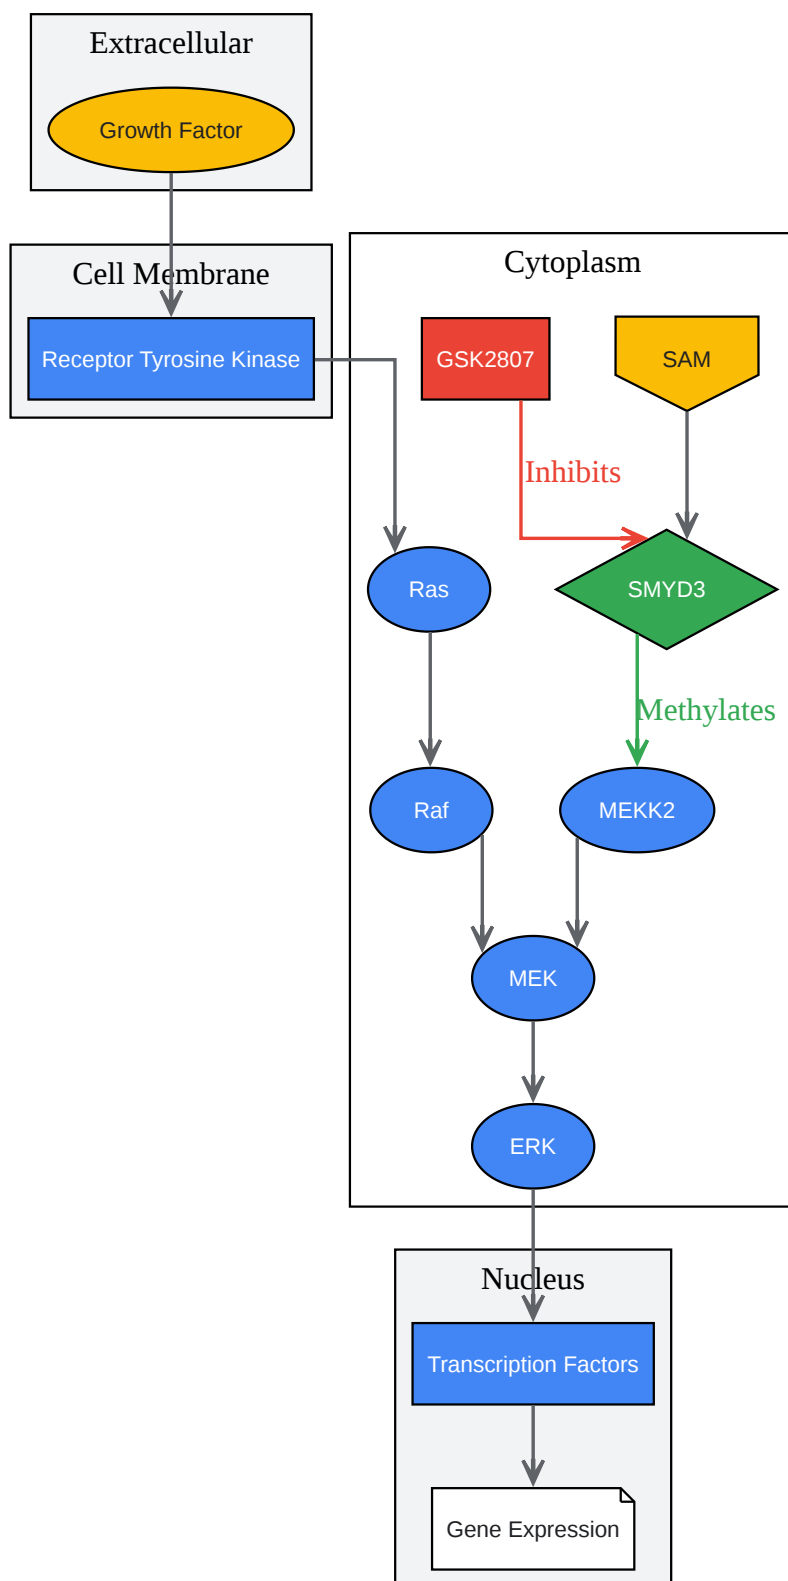 Extracellular
Growth Factor
Cell Membrane
Receptor Tyrosine Kinase
Cytoplasm
GSK2807
SAM
Inhibits
Ras
SMYD3
Methylates
Raf
MEKK2
MEK
ERK
Nucleus
Transcription Factors
Gene Expression